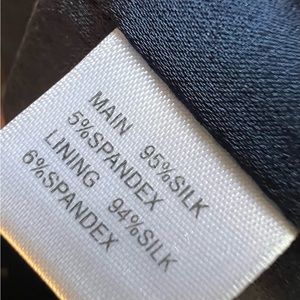 MAIN 95%SILK
5%SPANDEX
LINING 94%SILK
6%SPANDEX